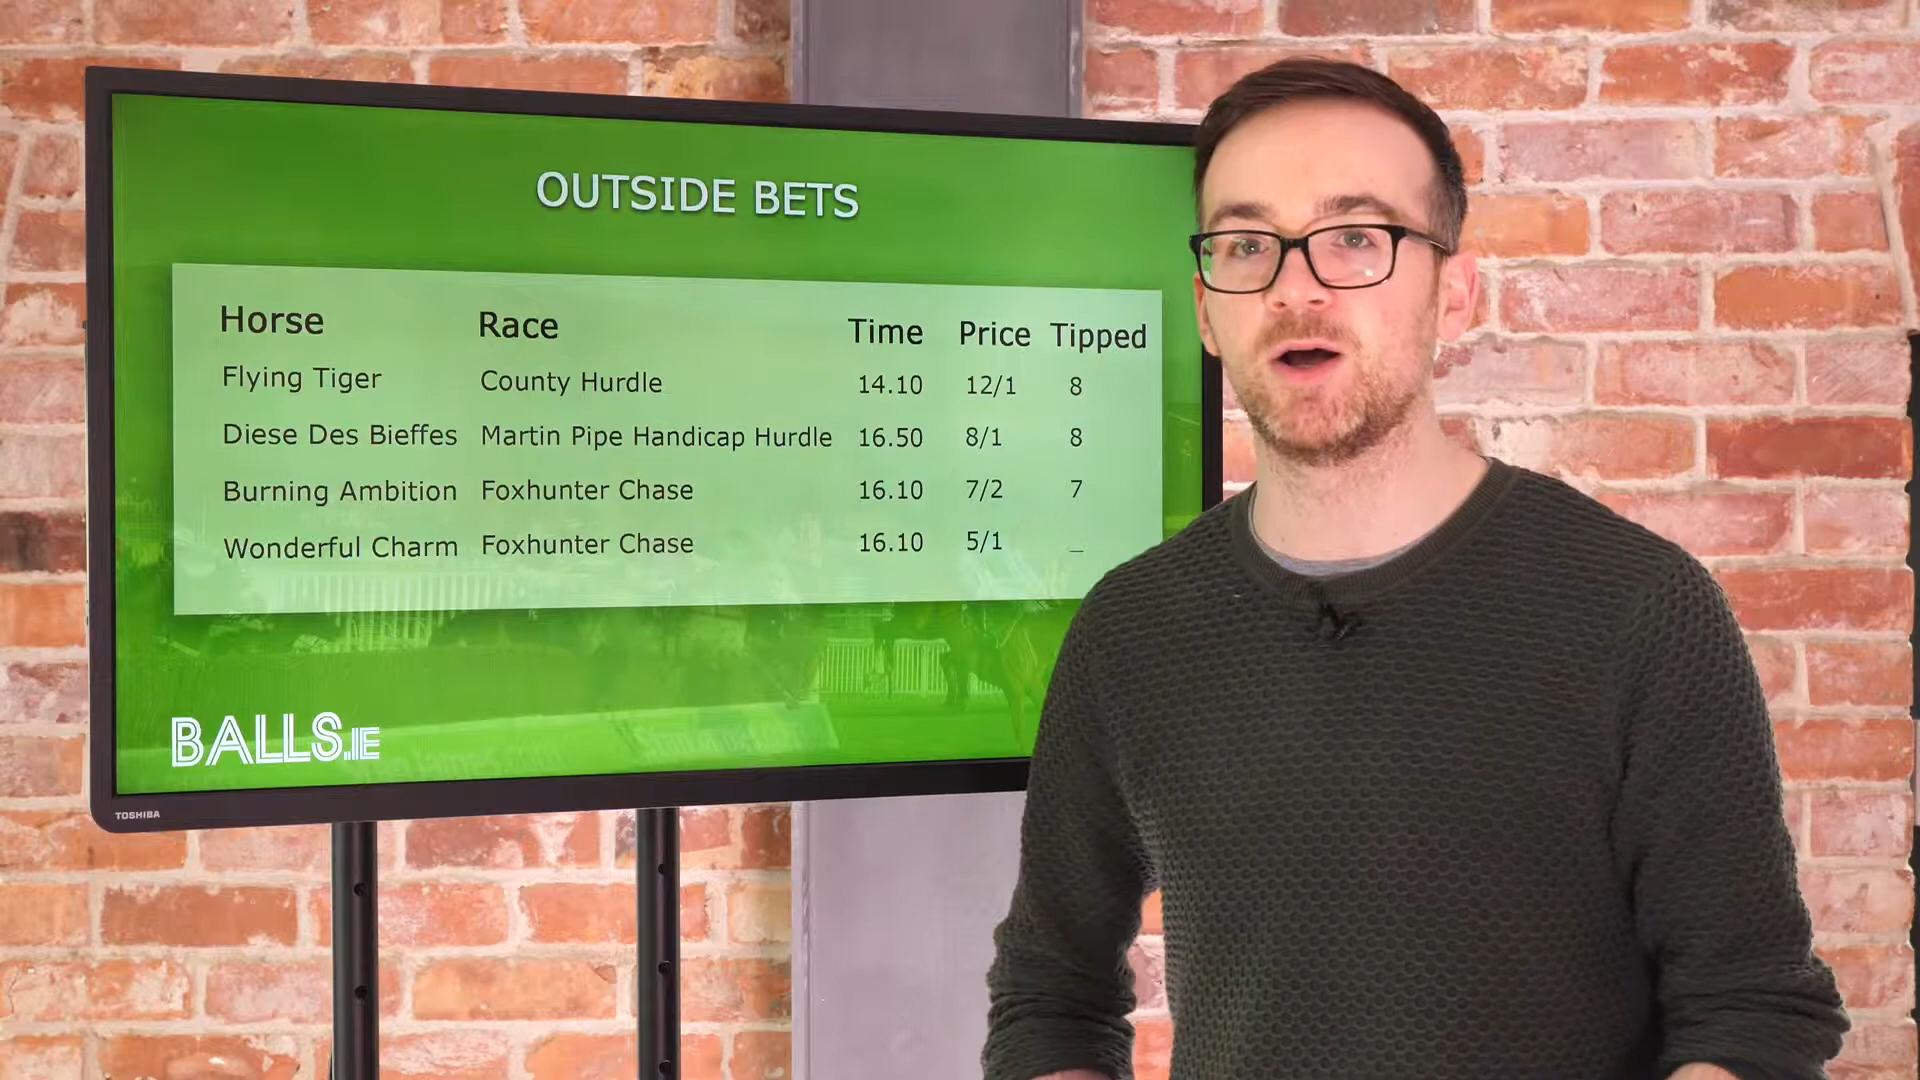 OUTSIDE BETS
Horse Race Time Price Tipped
Flying Tiger County Hurdle 14.10 12/1 8
Diese Des Bieffes Martin Pipe Handicap Hurdle 16.50 8/1 8
Burning Ambition Foxhunter Chase 16.10 7/2 7
Wonderful Charm Foxhunter Chase 16.10 5/1 _
BALLS.IE
TOSHIBA